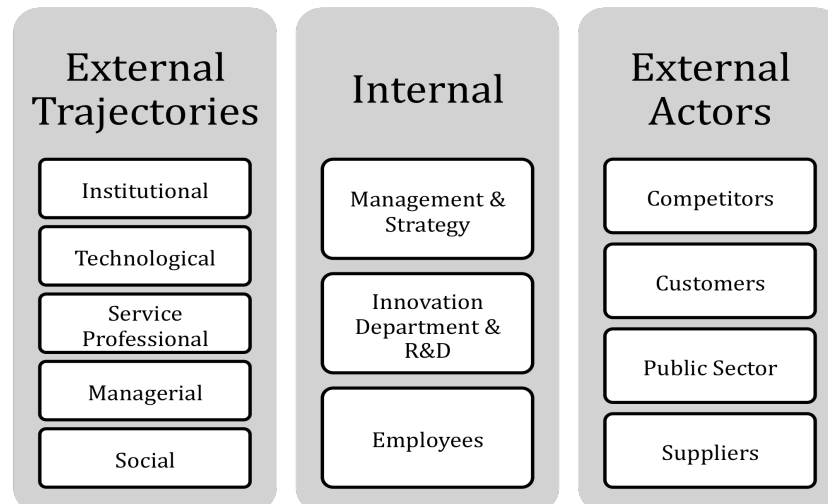 External
Trajectories
Institutional
Technological
Service
Professional
Managerial
Social
Internal
Management &
Strategy
Innovation
Department &
R&D
Employees
External
Actors
Competitors
Customers
Public Sector
Suppliers